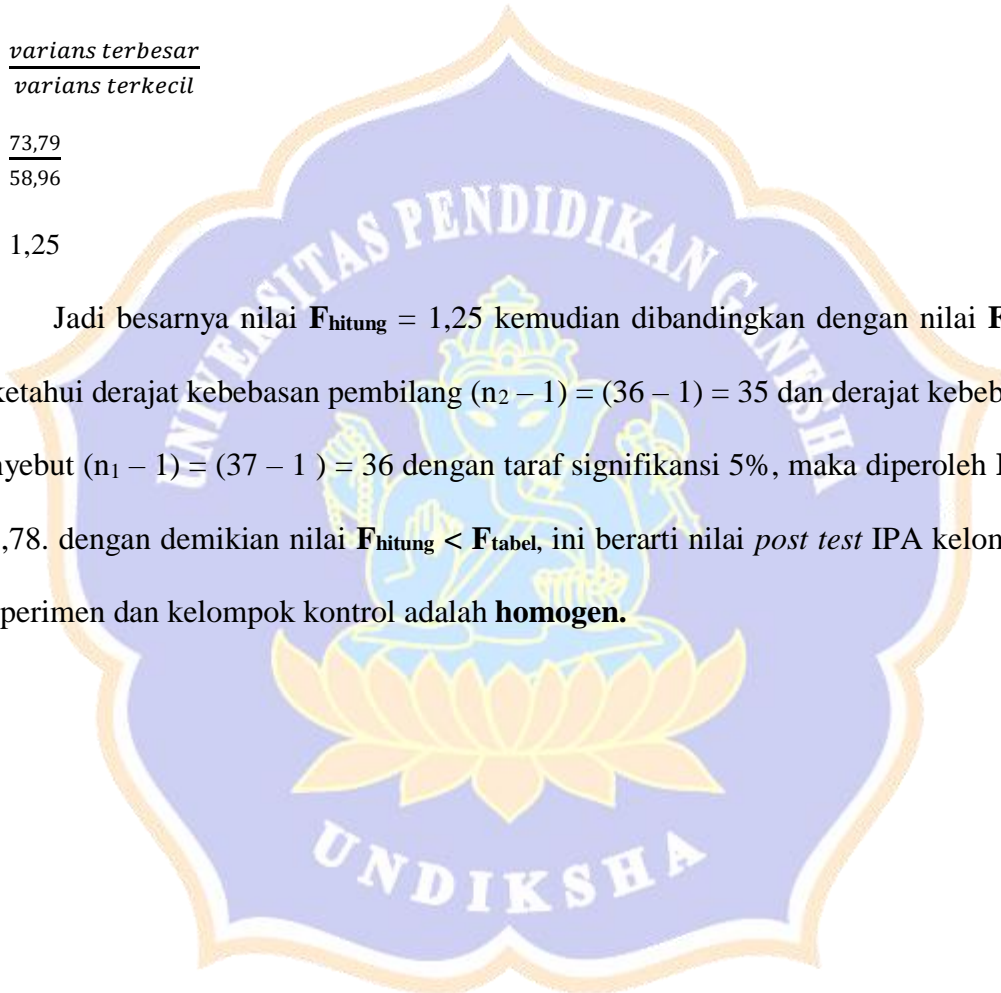 varians terbesar
varians terkecil
73,79
58,96
1,25
UNIVERSITAS PENDIDIKAN GANESHA
Jadi besarnya nilai Fhitung = 1,25 kemudian dibandingkan dengan nilai F
ketahui derajat kebebasan pembilang (n2 – 1) = (36 – 1) = 35 dan derajat kebeb
nyebut (n1 – 1) = (37 – 1 ) = 36 dengan taraf signifikansi 5%, maka diperoleh
,78. dengan demikian nilai Fhitung < Ftabel, ini berarti nilai post test IPA kelom
perimen dan kelompok kontrol adalah homogen.
UNDIKSHA